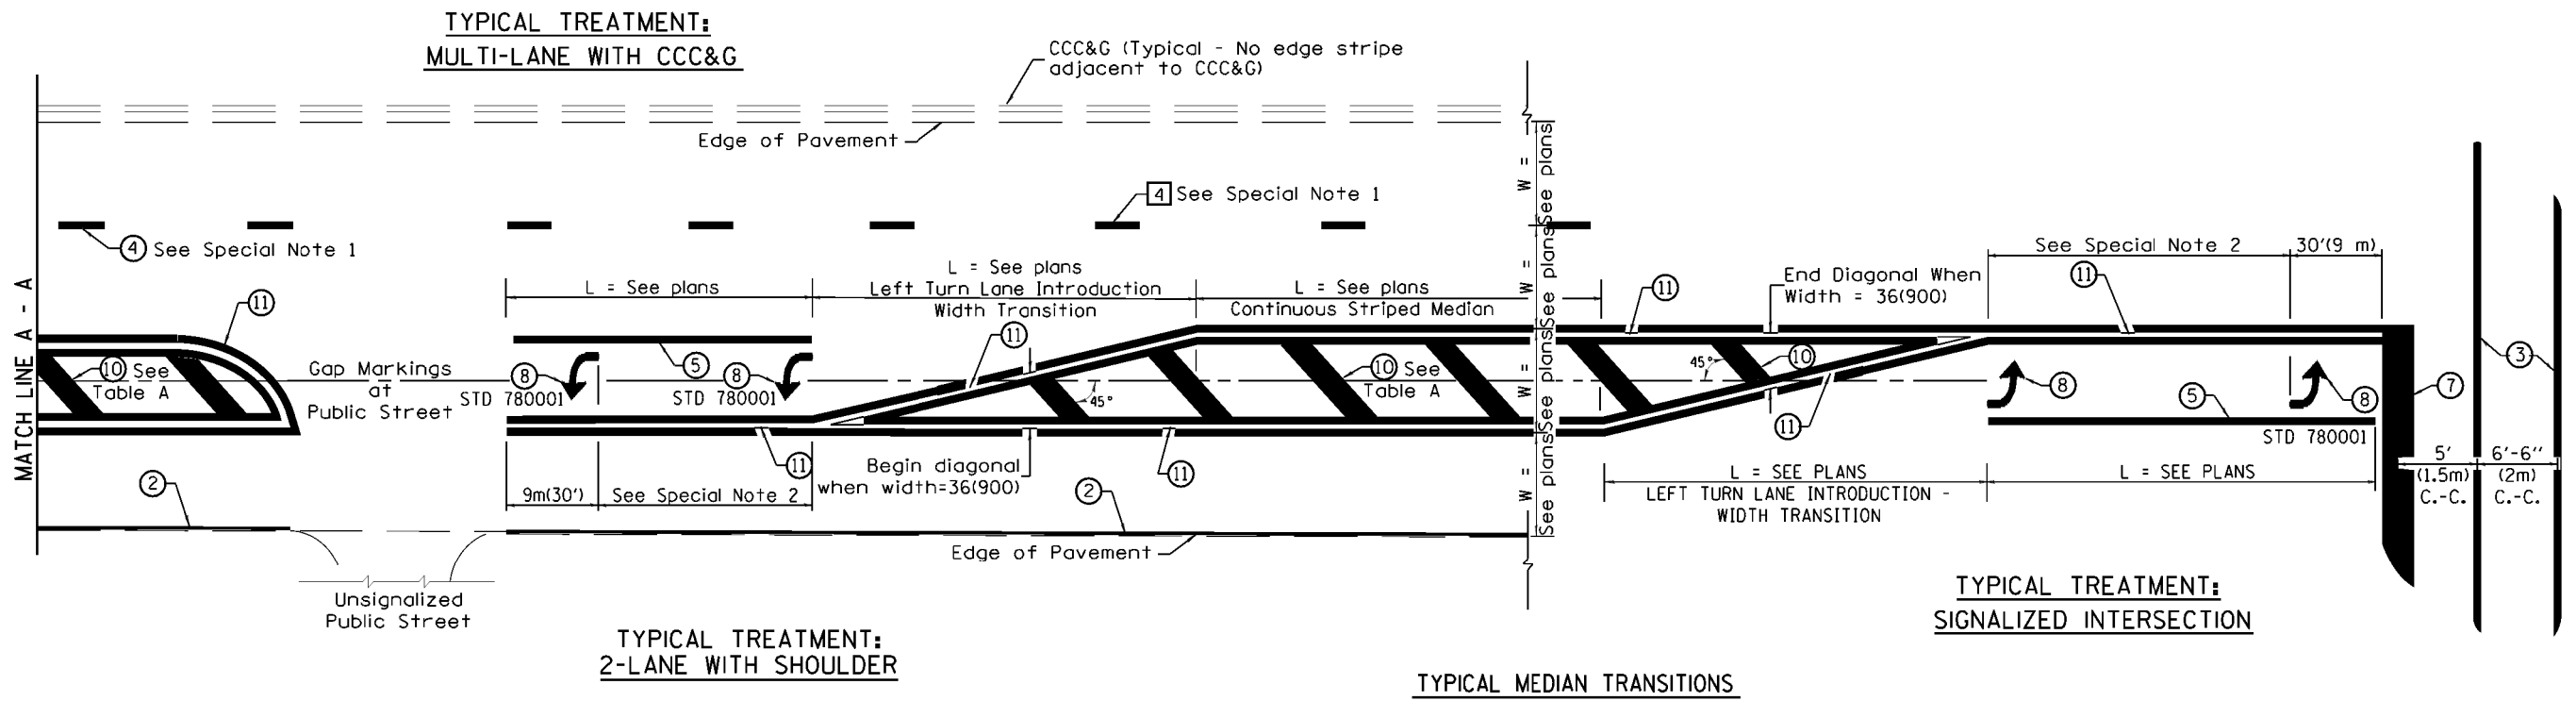 TYPICAL TREATMENT:
MULTI-LANE WITH CCC&G
CCC&G (Typical - No edge stripe
adjacent to CCC&G)
Edge of Pavement
4 See Special Note 1
4 See Special Note 1
MATCH LINE A - A
11
10 See
Table A
Gap Markings
at
Public Street
2
Unsignalized
Public Street
L = See plans
5
8
STD 780001
8
STD 780001
11
9m(30')
See Special Note 2
L = See plans
Left Turn Lane Introduction
Width Transition
11
45°
Begin diagonal
when width=36(900)
11
2
Edge of Pavement
L = See plans
Continuous Striped Median
10 See
Table A
W =
See plans
W =
See plans
W =
See plans
W =
See plans
11
End Diagonal When
Width = 36(900)
45°
10
11
See Special Note 2
30'(9 m)
11
8
8
5
STD 780001
7
3
5'
(1.5m)
C.-C.
6'-6"
(2m)
C.-C.
L = SEE PLANS
LEFT TURN LANE INTRODUCTION -
WIDTH TRANSITION
L = SEE PLANS
TYPICAL TREATMENT:
SIGNALIZED INTERSECTION
TYPICAL TREATMENT:
2-LANE WITH SHOULDER
TYPICAL MEDIAN TRANSITIONS